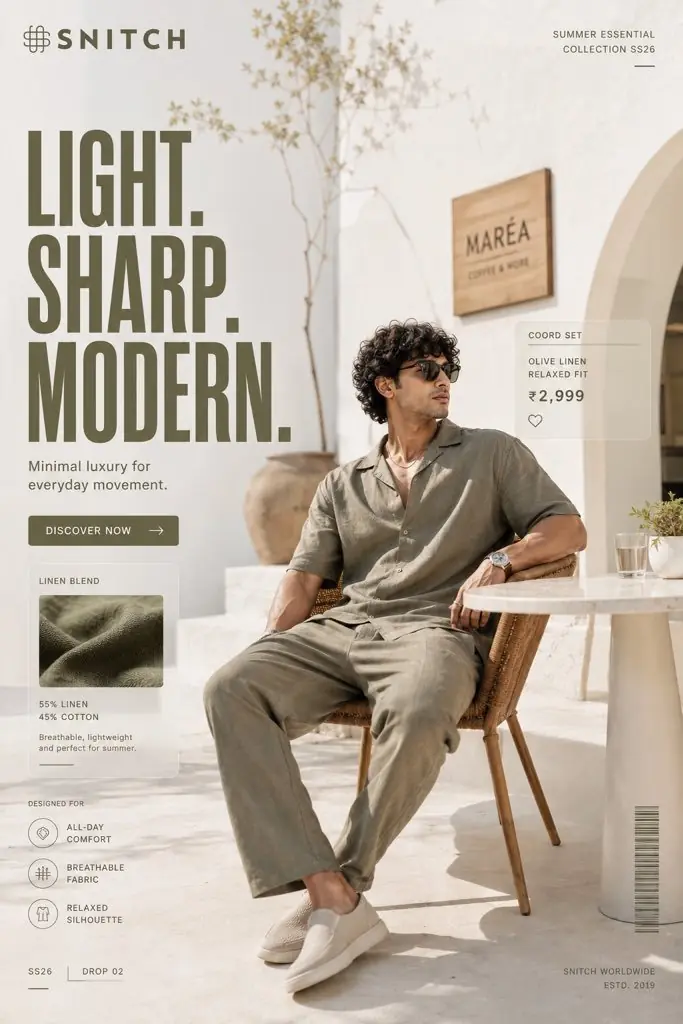 SNITCH
SUMMER ESSENTIAL
COLLECTION SS26
LIGHT.
SHARP.
MODERN.
Minimal luxury for
everyday movement.
DISCOVER NOW →
MARÉA
COFFEE & MORE
COORD SET
OLIVE LINEN
RELAXED FIT
₹2,999
LINEN BLEND
55% LINEN
45% COTTON
Breathable, lightweight
and perfect for summer.
DESIGNED FOR
ALL-DAY
COMFORT
BREATHABLE
FABRIC
RELAXED
SILHOUETTE
SS26
DROP 02
SNITCH WORLDWIDE
ESTD. 2019